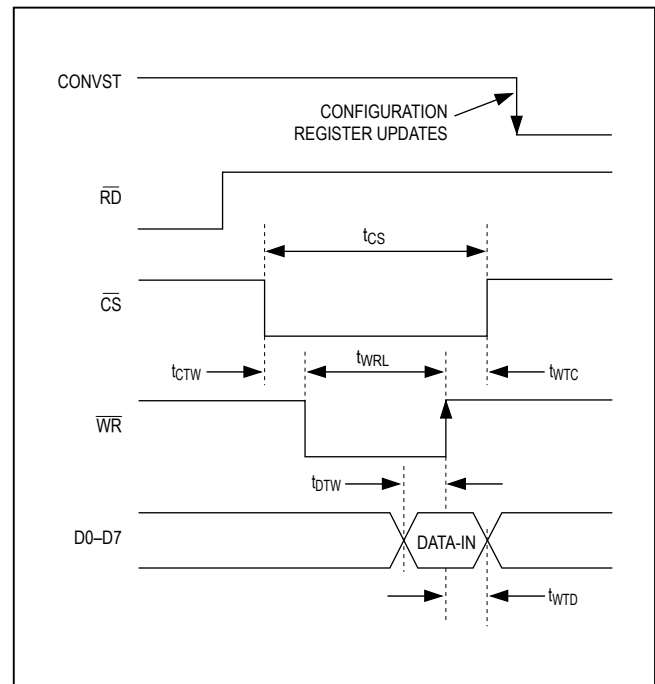 CONVST
CONFIGURATION
REGISTER UPDATES
RD
tCS
CS
tCTW
tWRL
tWTC
WR
tDTW
D0–D7
DATA-IN
tWTD